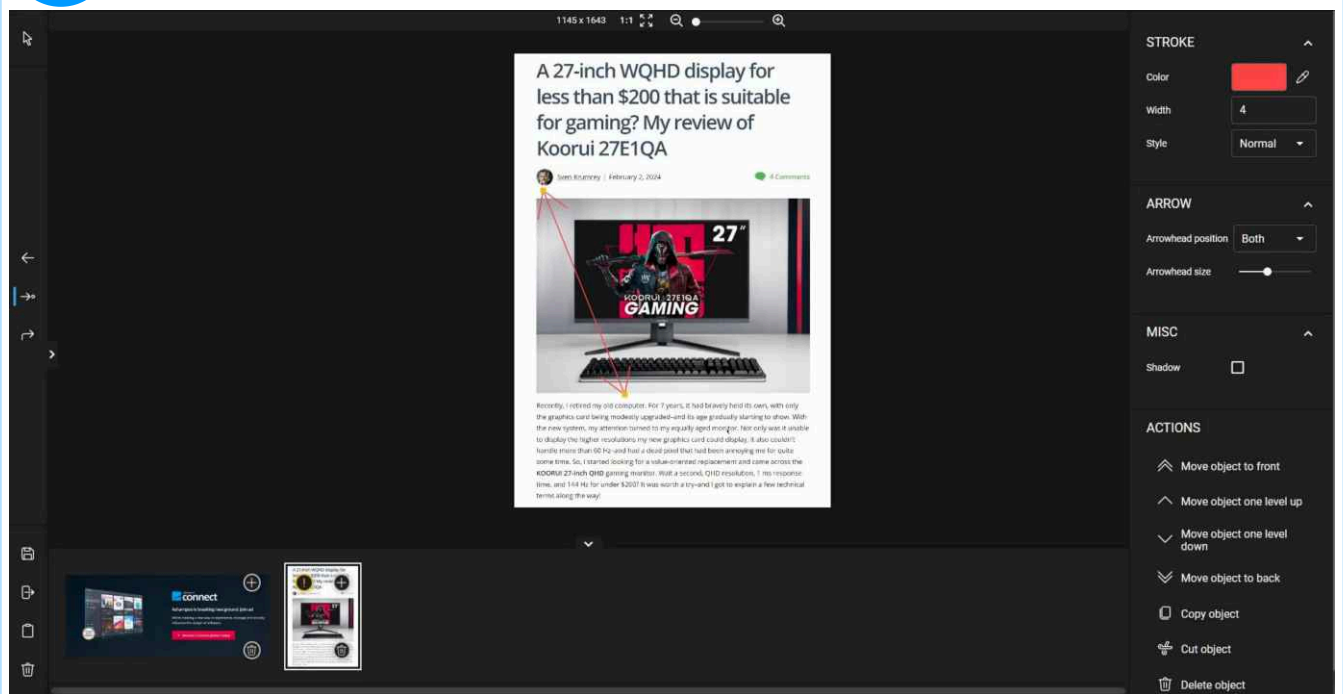 1145 x 1643 1:1
A 27-inch WQHD display for
less than $200 that is suitable
for gaming? My review of
Koorui 27E1QA
Sven Krumrey | February 2, 2024
4 Comments
27"
KOORUI 27E1QA
GAMING
Recently, I retired my old computer. For 7 years, it had bravely held its own, with only
the graphics card being modestly upgraded–and its age gradually starting to show. With
the new system, my attention turned to my equally aged monitor. Not only was it unable
to display the higher resolutions my new graphics card could display, it also couldn't
handle more than 60 Hz–and had a dead pixel that had been annoying me for quite
some time. So, I started looking for a value-oriented replacement and came across the
KOORUI 27-inch QHD gaming monitor. Wait a second, QHD resolution, 1 ms response
time, and 144 Hz for under $200? It was worth a try–and I got to explain a few technical
terms along the way!
connect
STROKE
Color
Width 4
Style Normal
ARROW
Arrowhead position Both
Arrowhead size
MISC
Shadow
ACTIONS
Move object to front
Move object one level up
Move object one level
down
Move object to back
Copy object
Cut object
Delete object